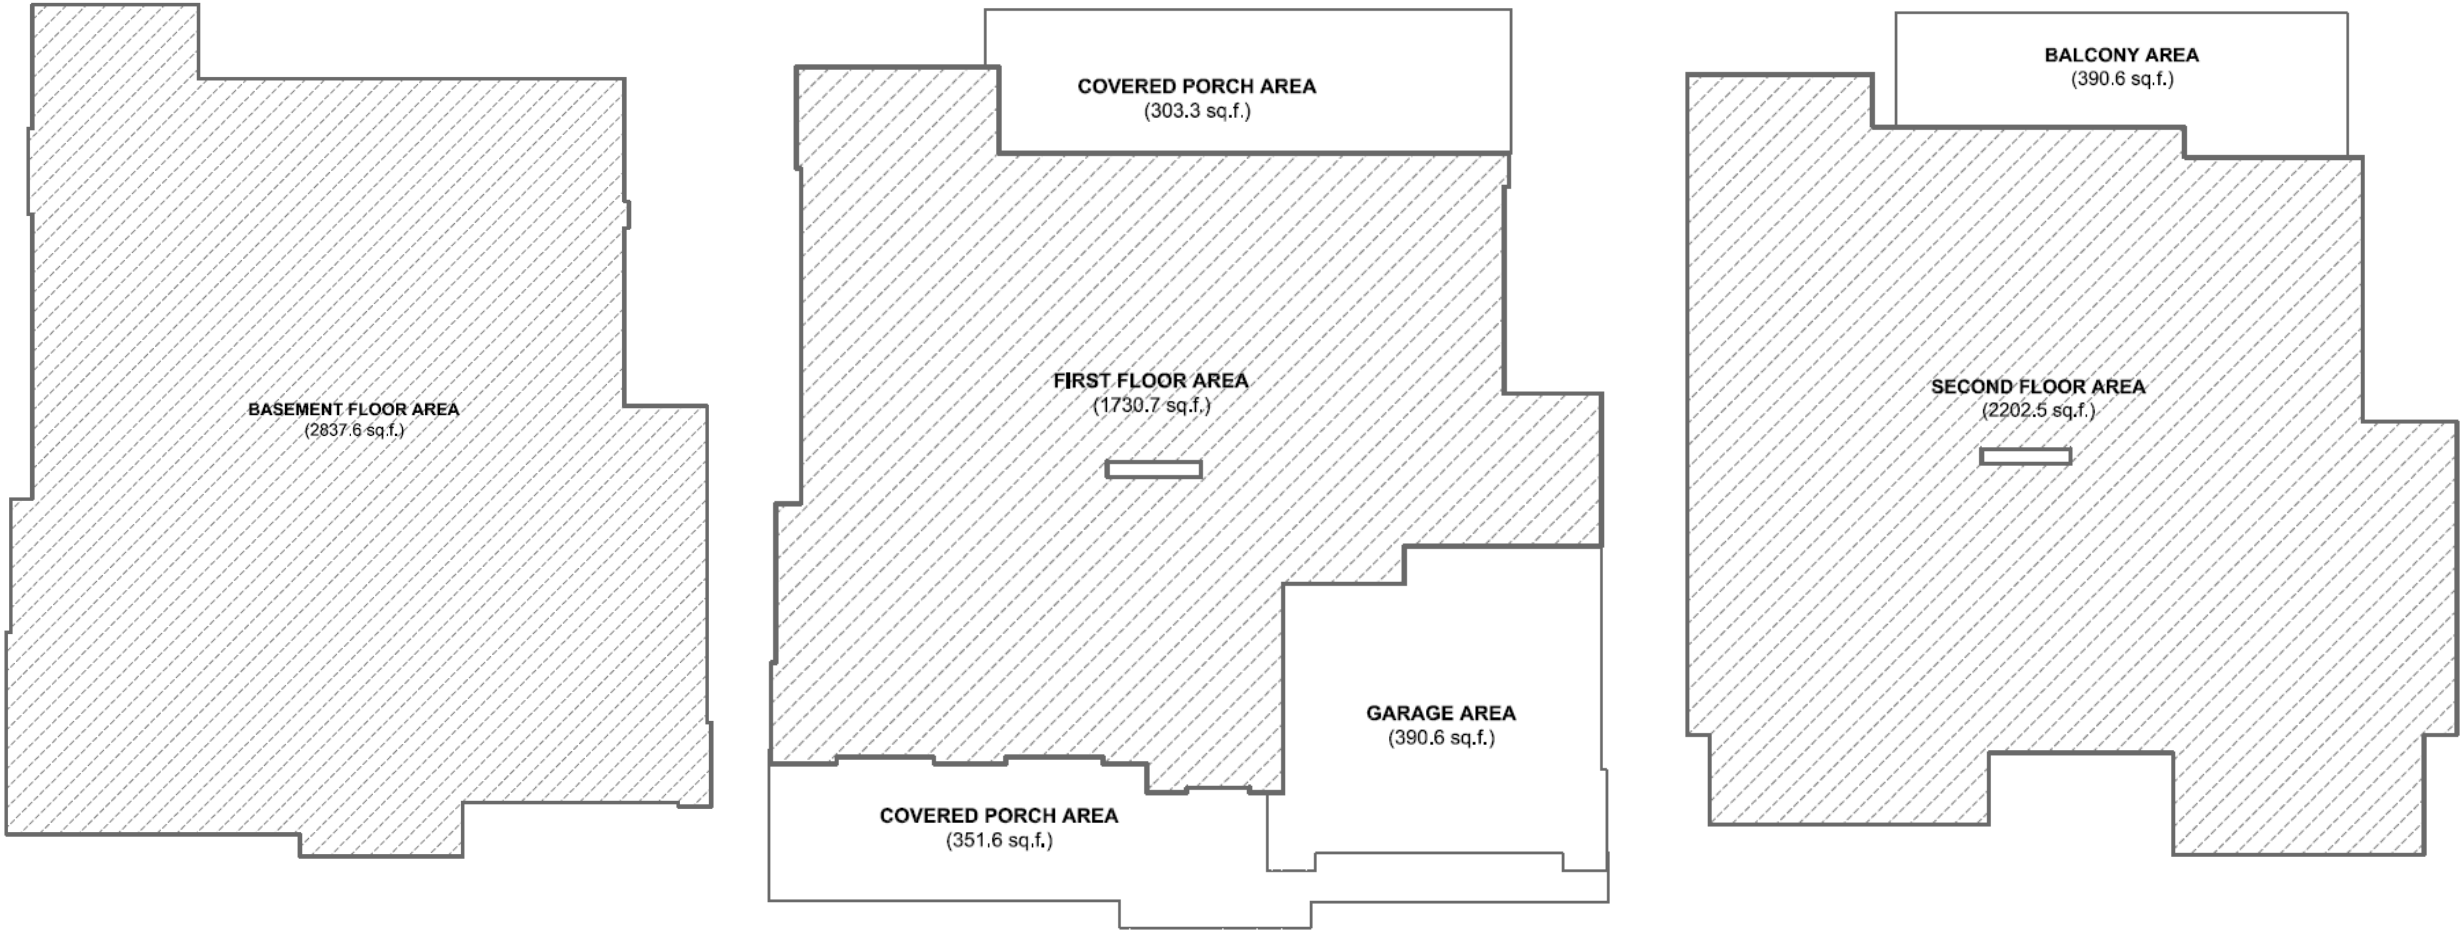 BASEMENT FLOOR AREA
(2837.6 sq.f.)
COVERED PORCH AREA
(303.3 sq.f.)
FIRST FLOOR AREA
(1730.7 sq.f.)
GARAGE AREA
(390.6 sq.f.)
COVERED PORCH AREA
(351.6 sq.f.)
BALCONY AREA
(390.6 sq.f.)
SECOND FLOOR AREA
(2202.5 sq.f.)